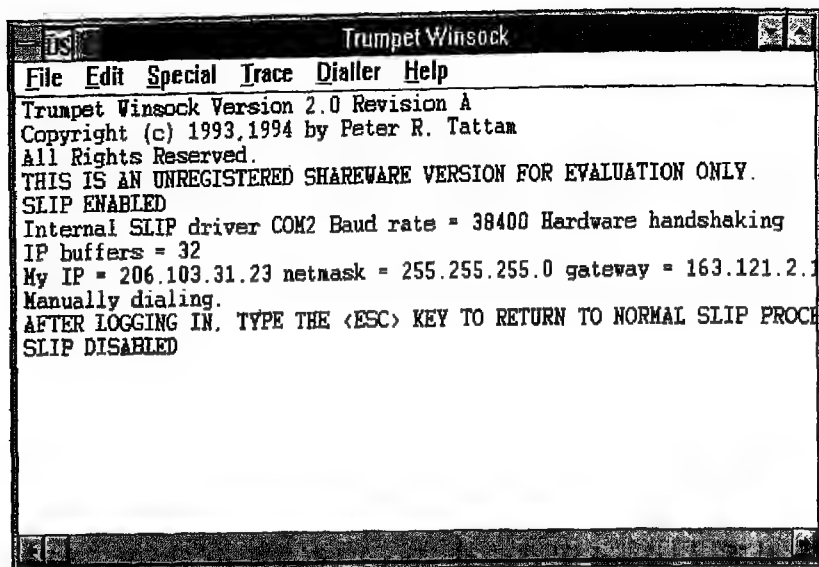 Trumpet Winsock
File Edit Special Trace Dialler Help
Trumpet Winsock Version 2.0 Revision A
Copyright (c) 1993,1994 by Peter R. Tattam
All Rights Reserved.
THIS IS AN UNREGISTERED SHAREWARE VERSION FOR EVALUATION ONLY.
SLIP ENABLED
Internal SLIP driver COM2 Baud rate = 38400 Hardware handshaking
IP buffers = 32
My IP = 206.103.31.23 netmask = 255.255.255.0 gateway = 163.121.2.1
Manually dialing.
AFTER LOGGING IN, TYPE THE <ESC> KEY TO RETURN TO NORMAL SLIP PROCE
SLIP DISABLED